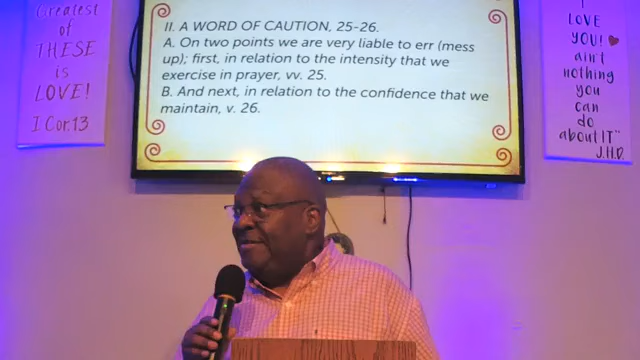 Greatest
of
THESE
is
LOVE!
1 Cor.13
II. A WORD OF CAUTION, 25-26.
A. On two points we are very liable to err (mess
up); first, in relation to the intensity that we
exercise in prayer, vv. 25.
B. And next, in relation to the confidence that we
maintain, v. 26.
I
LOVE
YOU!
ain't
nothing
you
can
do
about IT"
J.H.D.